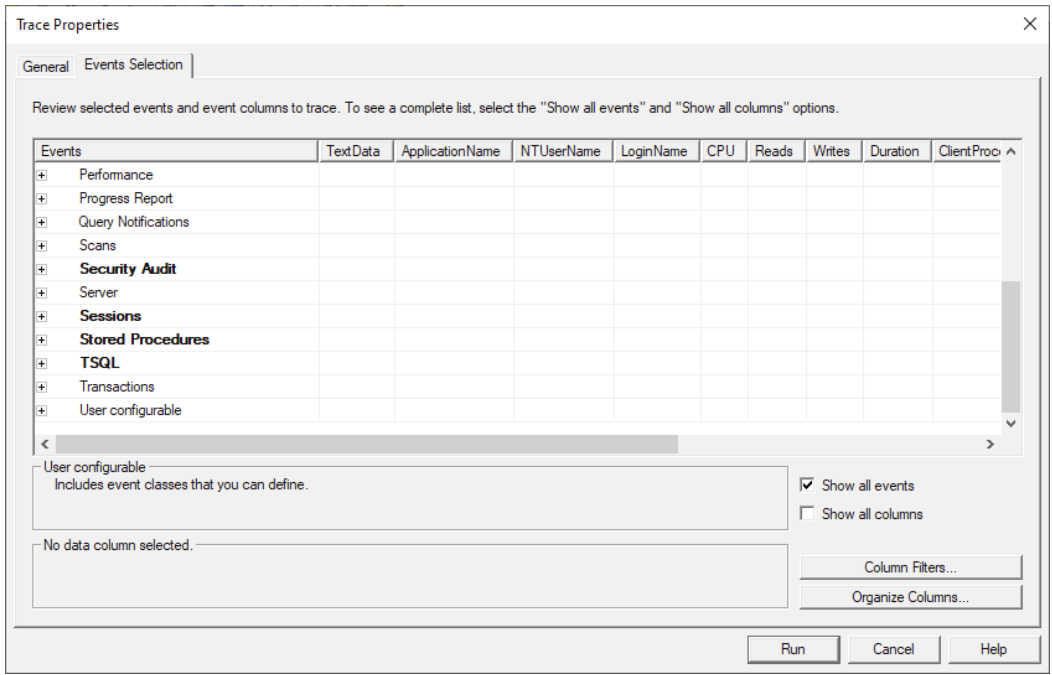 Trace Properties
General Events Selection
Review selected events and event columns to trace. To see a complete list, select the "Show all events" and "Show all columns" options.
Events TextData ApplicationName NTUserName LoginName CPU Reads Writes Duration ClientProc
Performance
Progress Report
Query Notifications
Scans
Security Audit
Server
Sessions
Stored Procedures
TSQL
Transactions
User configurable
User configurable
Includes event classes that you can define.
Show all events
Show all columns
No data column selected.
Column Filters...
Organize Columns...
Run Cancel Help